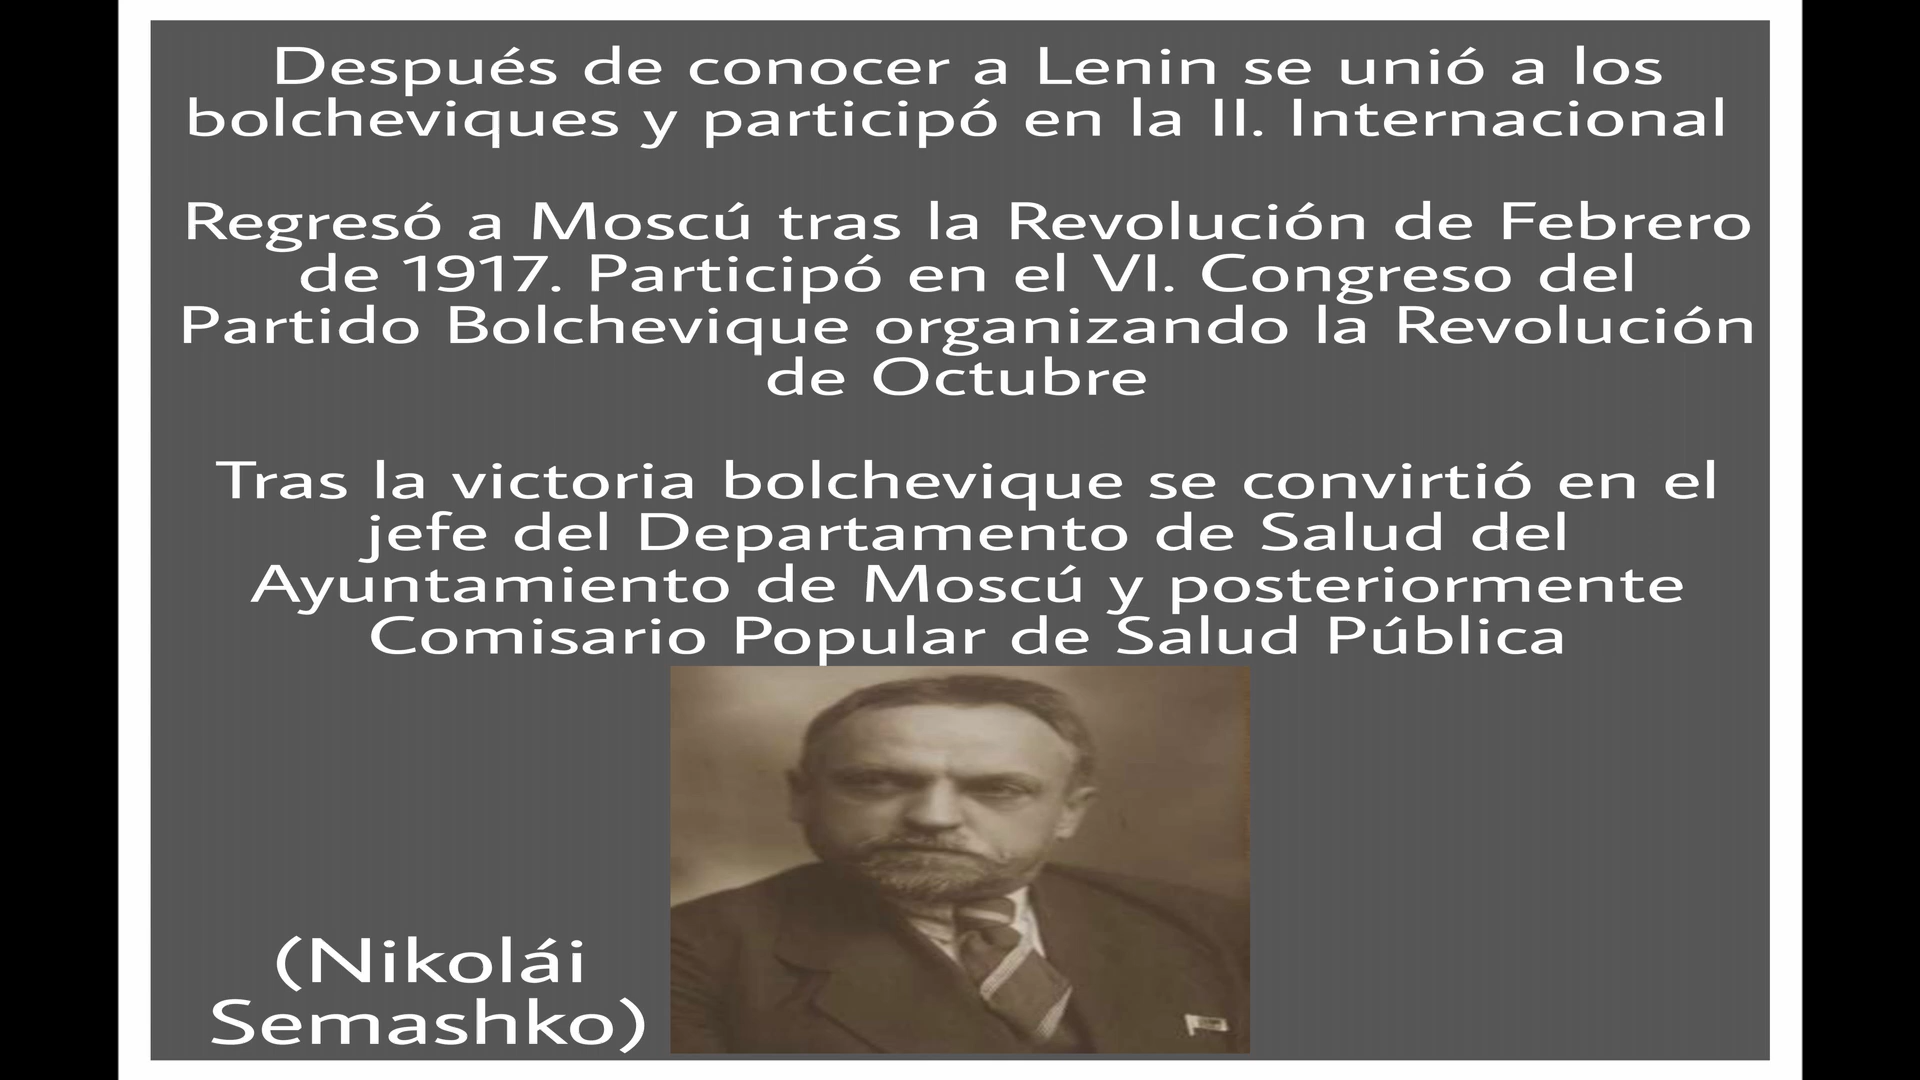 Después de conocer a Lenin se unió a los
bolcheviques y participó en la II. Internacional
Regresó a Moscú tras la Revolución de Febrero
de 1917. Participó en el VI. Congreso del
Partido Bolchevique organizando la Revolución
de Octubre
Tras la victoria bolchevique se convirtió en el
jefe del Departamento de Salud del
Ayuntamiento de Moscú y posteriormente
Comisario Popular de Salud Pública
(Nikolái
Semashko)